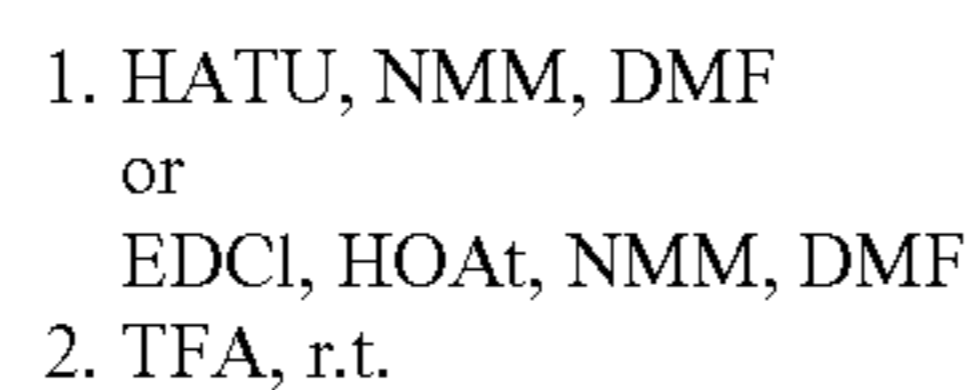 1. HATU, NMM, DMF
or
EDCl, HOAt, NMM, DMF
2. TFA, r.t.